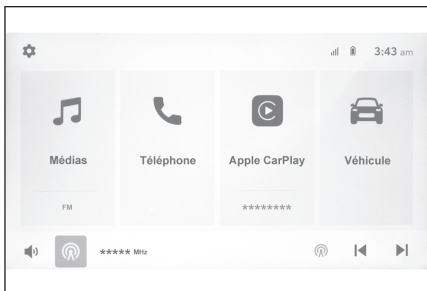 3:43 am
Médias
Téléphone
Apple CarPlay
Véhicule
FM
********
***** MHz